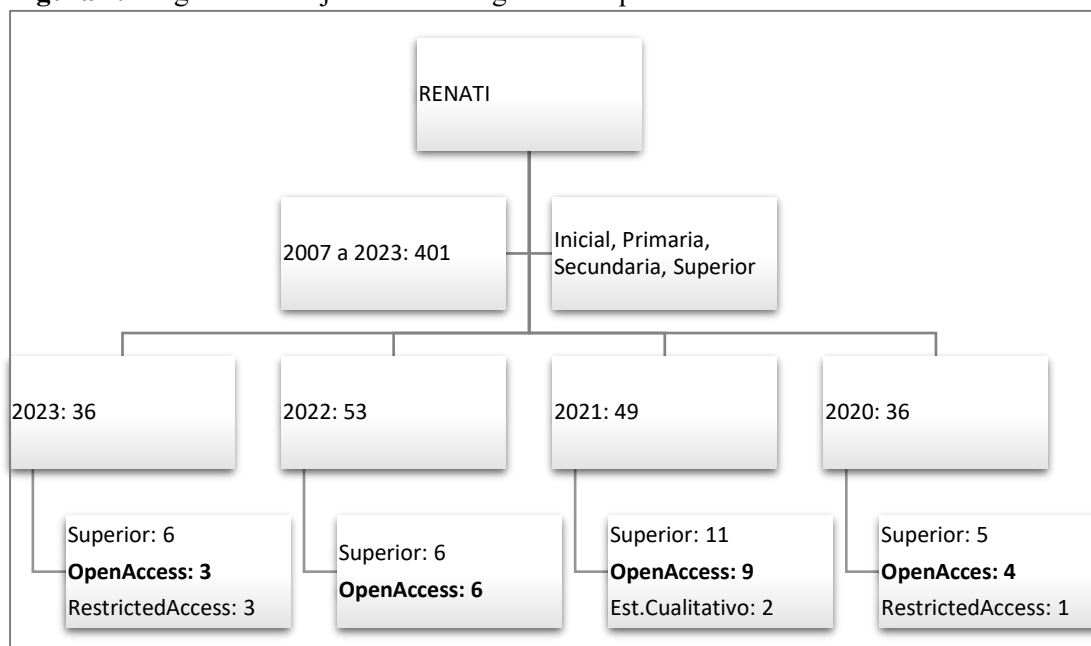 RENATI
2007 a 2023: 401
Inicial, Primaria,
Secundaria, Superior
2023: 36
2022: 53
2021: 49
2020: 36
Superior: 6
OpenAccess: 3
RestrictedAccess: 3
Superior: 6
OpenAccess: 6
Superior: 11
OpenAccess: 9
Est.Cualitativo: 2
Superior: 5
OpenAcces: 4
RestrictedAccess: 1